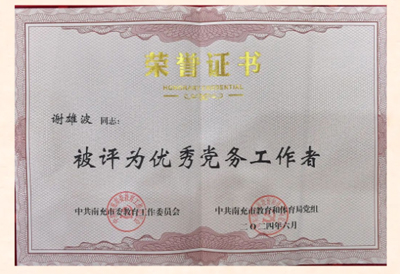 荣誉证书
谢雄波 同志:
被评为优秀党务工作者
中共南充市委教育工作委员会 中共南充市教育和体育局党组
二〇二四年六月